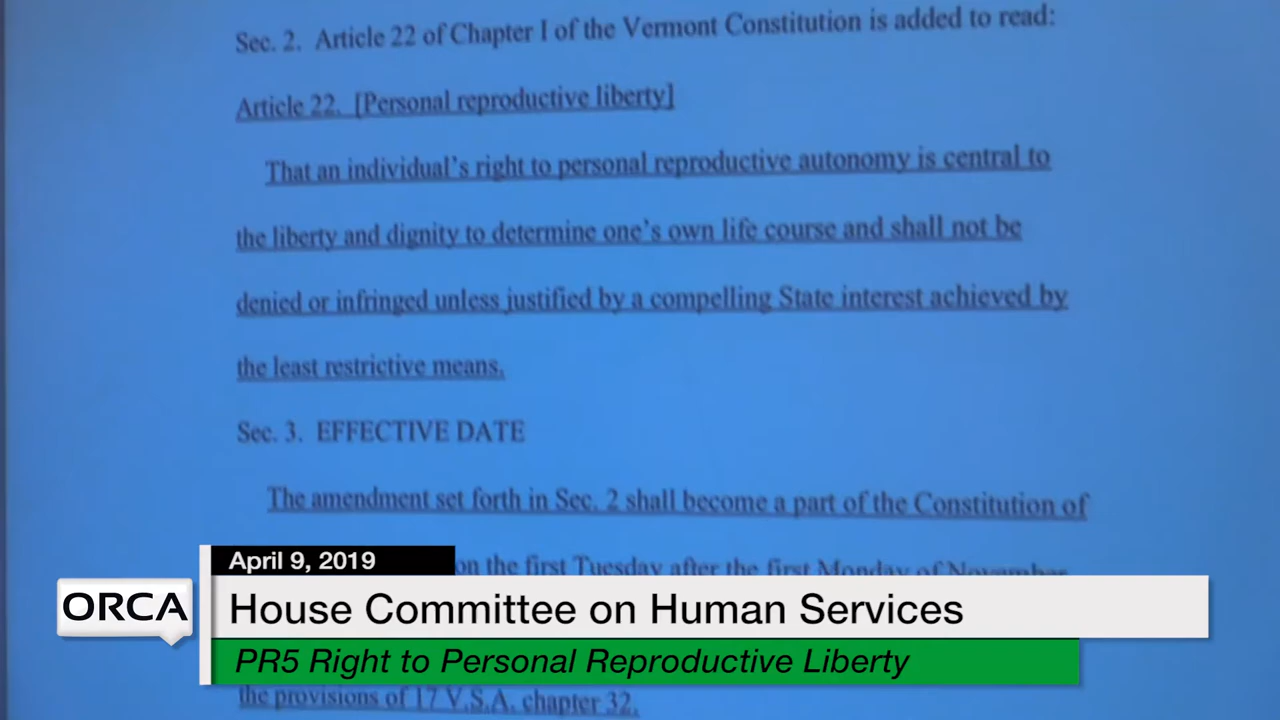 Sec. 2. Article 22 of Chapter I of the Vermont Constitution is added to read:
Article 22. [Personal reproductive liberty]
That an individual's right to personal reproductive autonomy is central to
the liberty and dignity to determine one's own life course and shall not be
denied or infringed unless justified by a compelling State interest achieved by
the least restrictive means.
Sec. 3. EFFECTIVE DATE
The amendment set forth in Sec. 2 shall become a part of the Constitution of
on the first Tuesday after the first Monday of November
April 9, 2019
ORCA
House Committee on Human Services
PR5 Right to Personal Reproductive Liberty
the provisions of 17 V.S.A. chapter 32.